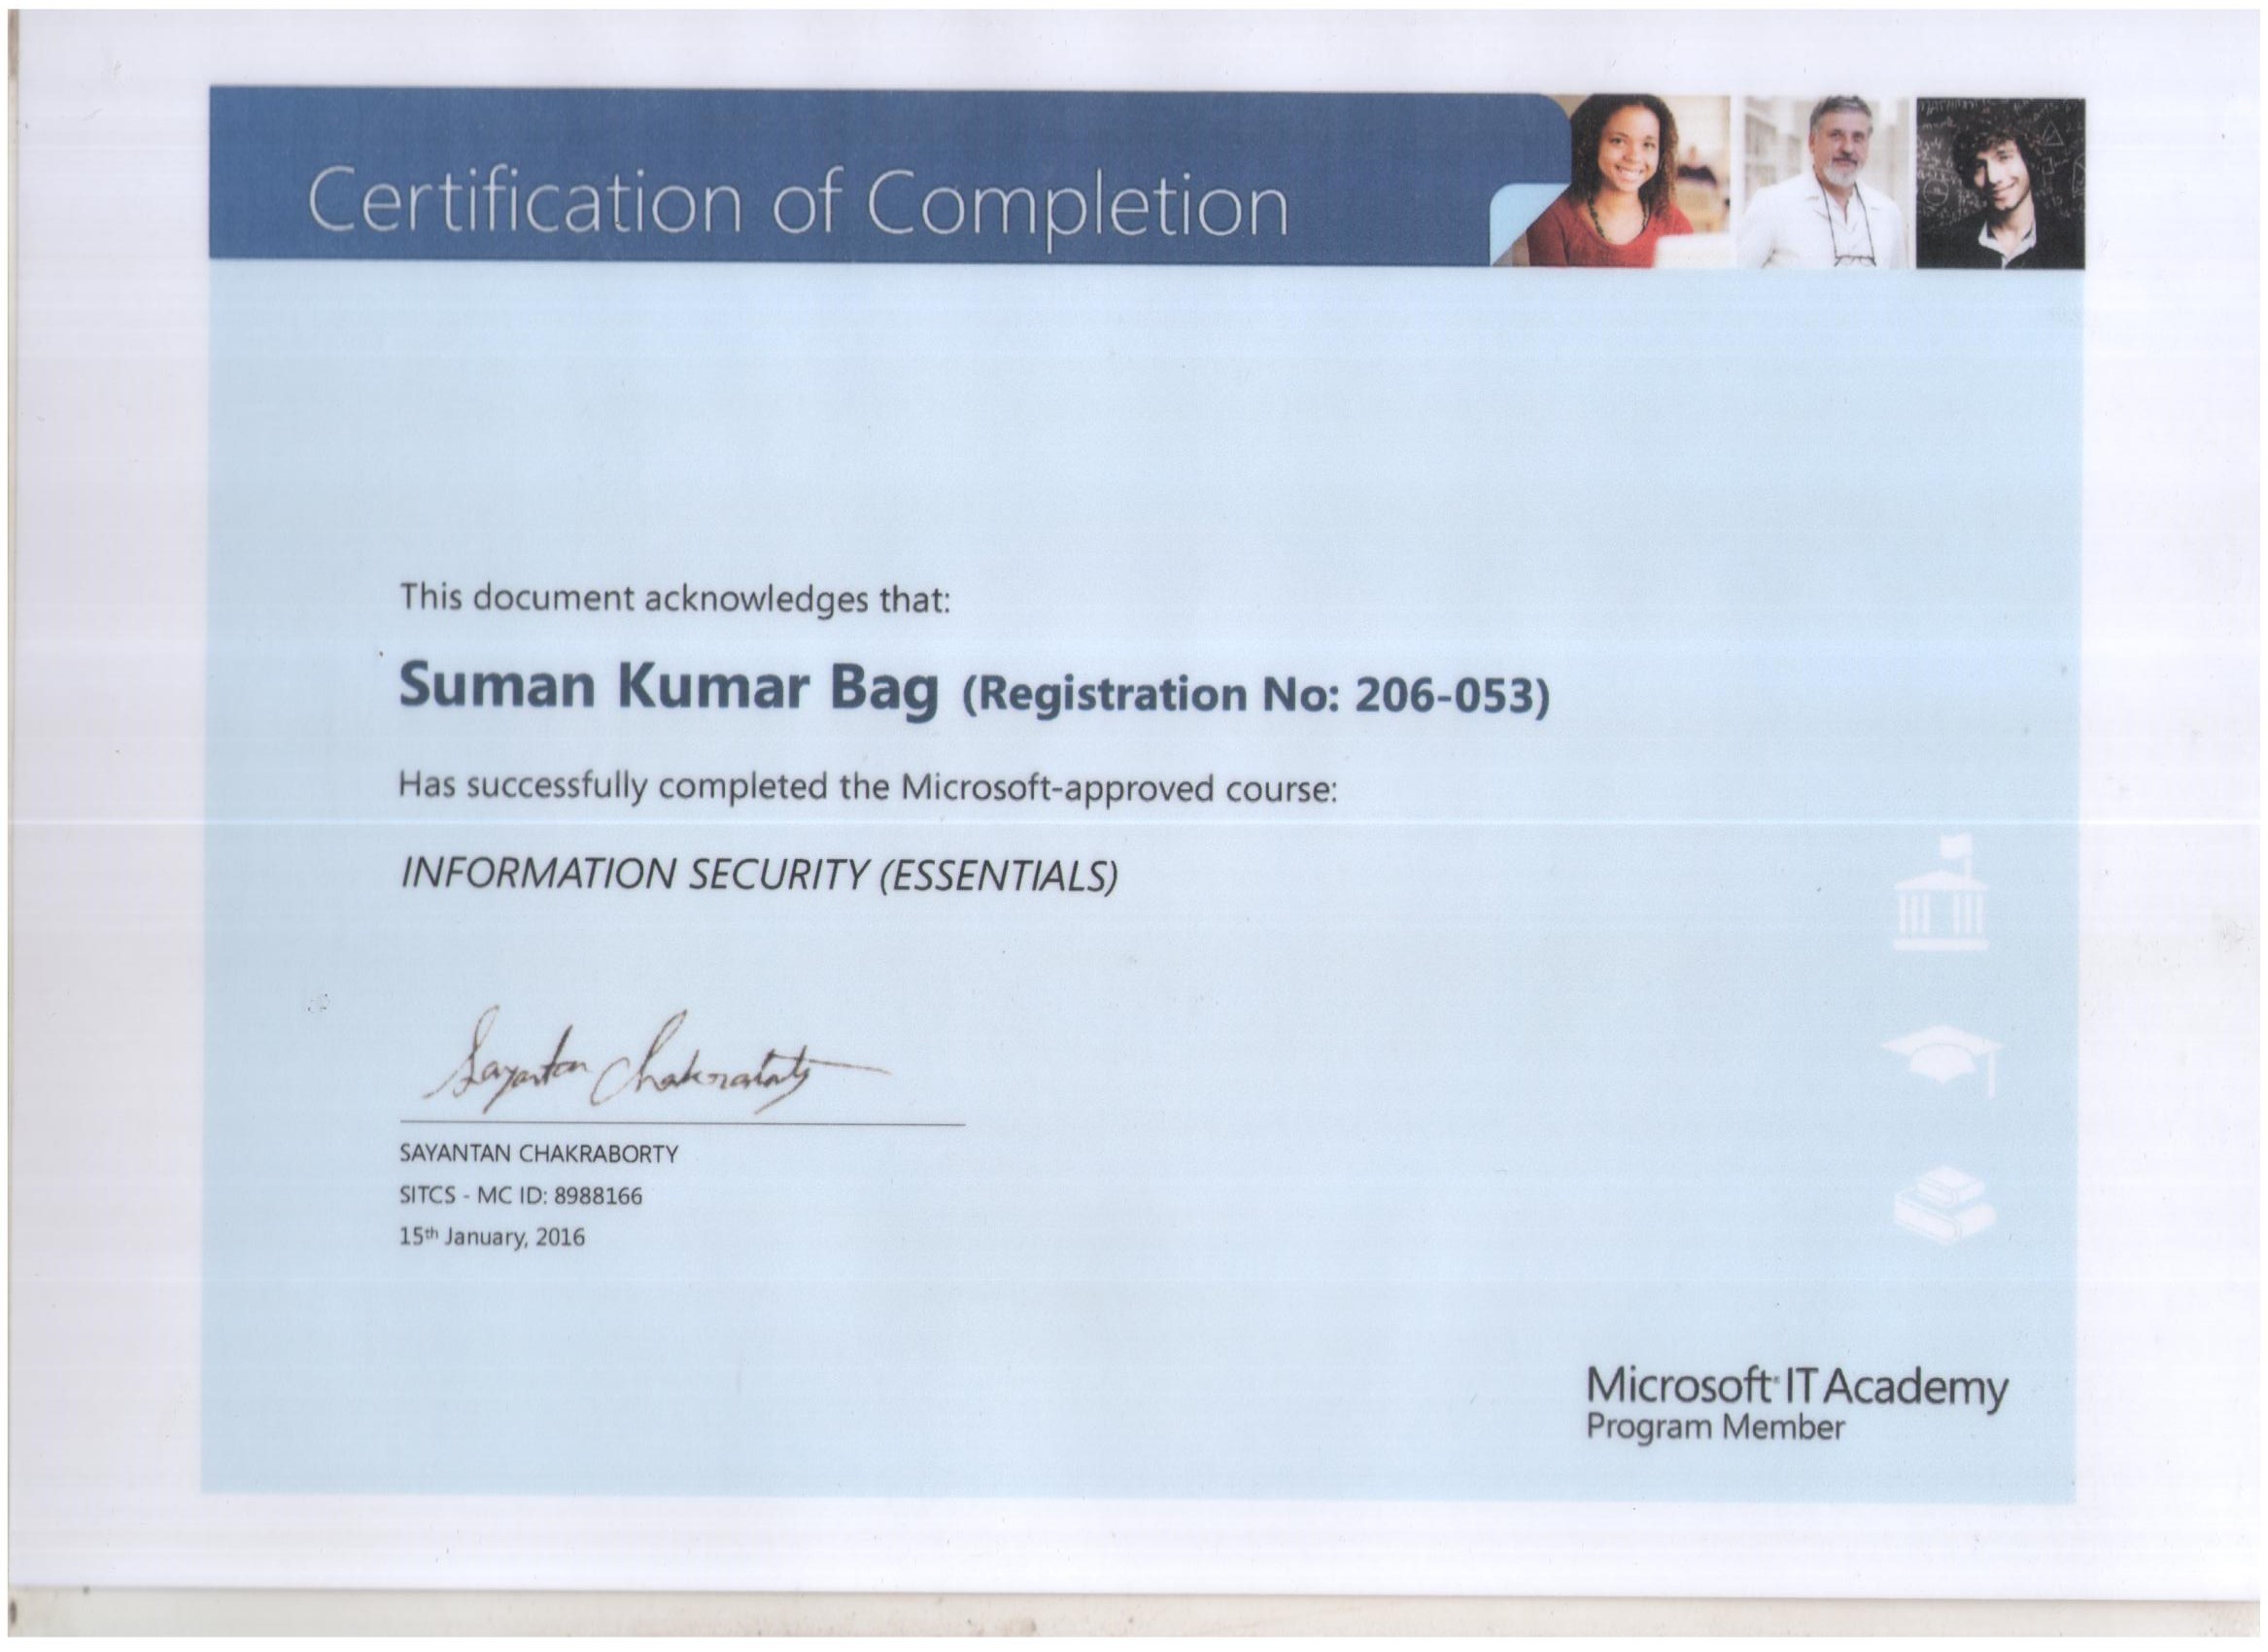 Certification of Completion
This document acknowledges that:
Suman Kumar Bag (Registration No: 206-053)
Has successfully completed the Microsoft-approved course:
INFORMATION SECURITY (ESSENTIALS)
Sayantan Chakraborty
SAYANTAN CHAKRABORTY
SITCS - MC ID: 8988166
15th January, 2016
Microsoft® IT Academy
Program Member